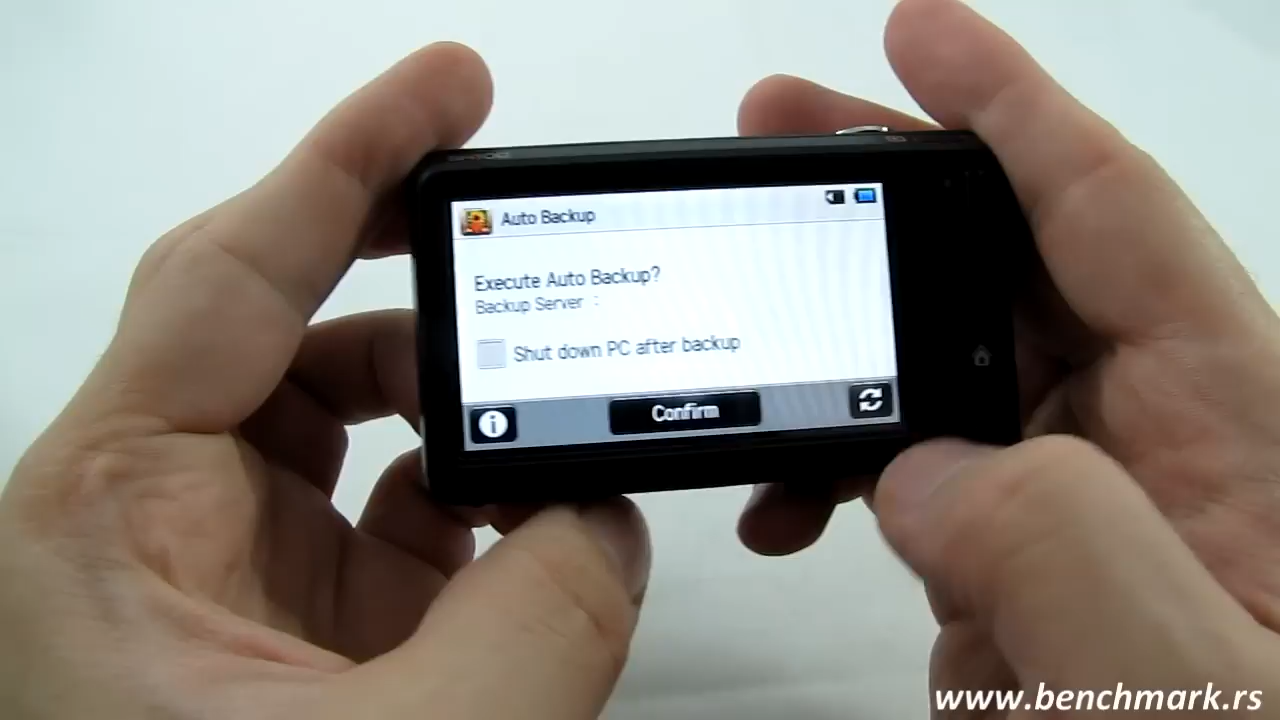 Auto Backup
Execute Auto Backup?
Backup Server :
Shut down PC after backup
Confirm
www.benchmark.rs